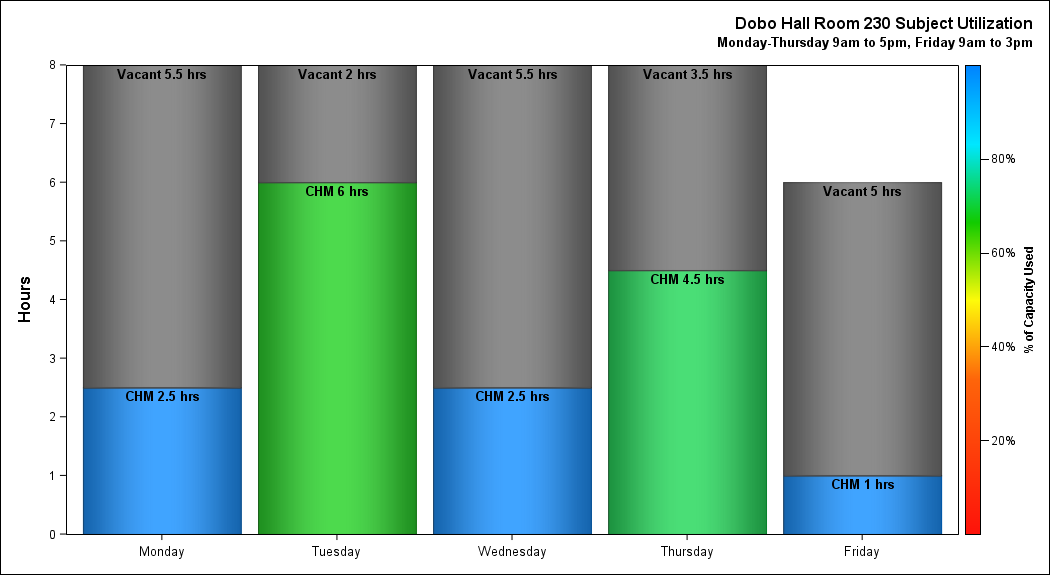 Dobo Hall Room 230 Subject Utilization
Monday-Thursday 9am to 5pm, Friday 9am to 3pm
8
7
6
5
4
3
2
1
0
Hours
Vacant 5.5 hrs
Vacant 2 hrs
Vacant 5.5 hrs
Vacant 3.5 hrs
Vacant 5 hrs
CHM 2.5 hrs
CHM 6 hrs
CHM 2.5 hrs
CHM 4.5 hrs
CHM 1 hrs
Monday
Tuesday
Wednesday
Thursday
Friday
80%
60%
40%
20%
% of Capacity Used